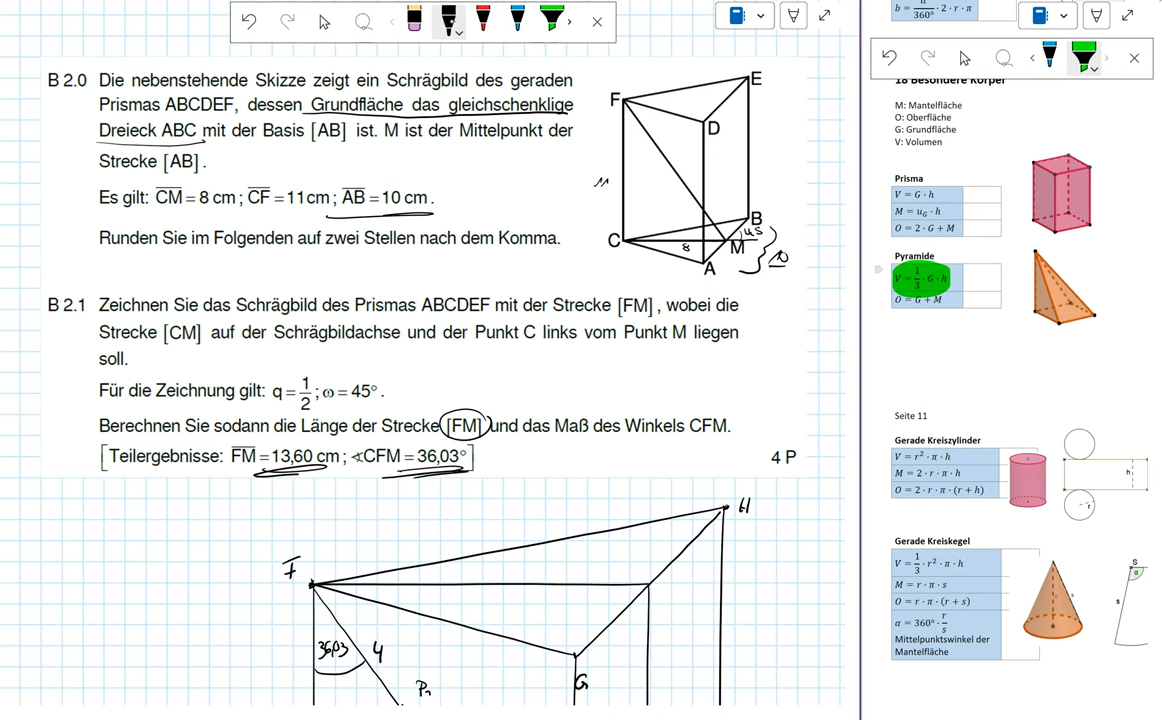 B 2.0 Die nebenstehende Skizze zeigt ein Schrägbild des geraden
Prismas ABCDEF, dessen Grundfläche das gleichschenklige
Dreieck ABC mit der Basis [AB] ist. M ist der Mittelpunkt der
Strecke [AB].
Es gilt: CM = 8 cm ; CF = 11cm ; AB = 10 cm.
Runden Sie im Folgenden auf zwei Stellen nach dem Komma.
E
F
D
11
B
45
C
8
M
A
10
B 2.1 Zeichnen Sie das Schrägbild des Prismas ABCDEF mit der Strecke [FM], wobei die
Strecke [CM] auf der Schrägbildachse und der Punkt C links vom Punkt M liegen
soll.
Für die Zeichnung gilt: q = 1/2 ; ω = 45°.
Berechnen Sie sodann die Länge der Strecke [FM] und das Maß des Winkels CFM.
[Teilergebnisse: FM = 13,60 cm ; ∢CFM = 36,03°]
4 P
F
36,03
4
P₁
G
b = α/360° · 2 · r · π
18 Besondere Körper
M: Mantelfläche
O: Oberfläche
G: Grundfläche
V: Volumen
Prisma
V = G · h
M = u_G · h
O = 2 · G + M
Pyramide
V = 1/3 · G · h
O = G + M
Seite 11
Gerade Kreiszylinder
V = r² · π · h
M = 2 · r · π · h
O = 2 · r · π · (r + h)
h
r
Gerade Kreiskegel
V = 1/3 · r² · π · h
M = r · π · s
O = r · π · (r + s)
α = 360° · r/s
Mittelpunktswinkel der
Mantelfläche
s
S
α
s